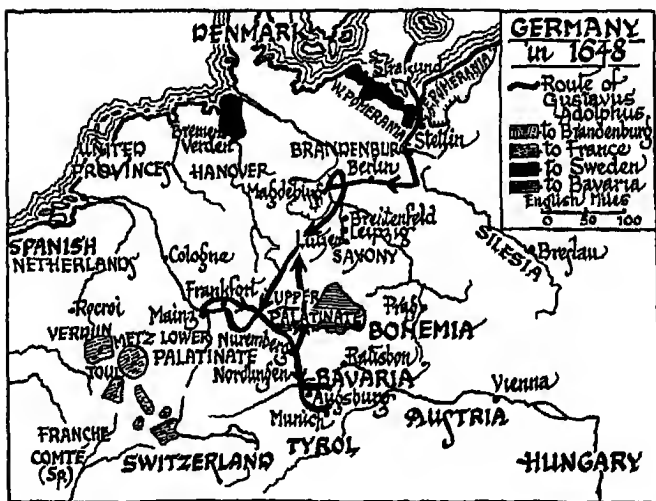 GERMANY
in 1648
Route of
Gustavus
Adolphus
to Brandenburg
to France
to Sweden
to Bavaria
English Miles
0 50 100
DENMARK
Stralsund
W. POMERANIA
E. POMERANIA
Stettin
Bremen
Verden
UNITED
PROVINCES
HANOVER
BRANDENBURG
Berlin
Magdeburg
Breitenfeld
Leipzig
Lutzen
SAXONY
SILESIA
Breslau
SPANISH
NETHERLANDS
Cologne
Frankfort
Mainz
UPPER
PALATINATE
Prag
BOHEMIA
Rocroi
VERDUN
METZ
LOWER
PALATINATE
TOUL
Nuremberg
Nordlingen
Ratisbon
BAVARIA
Augsburg
Munich
Vienna
AUSTRIA
FRANCHE
COMTE
(Sp.)
SWITZERLAND
TYROL
HUNGARY